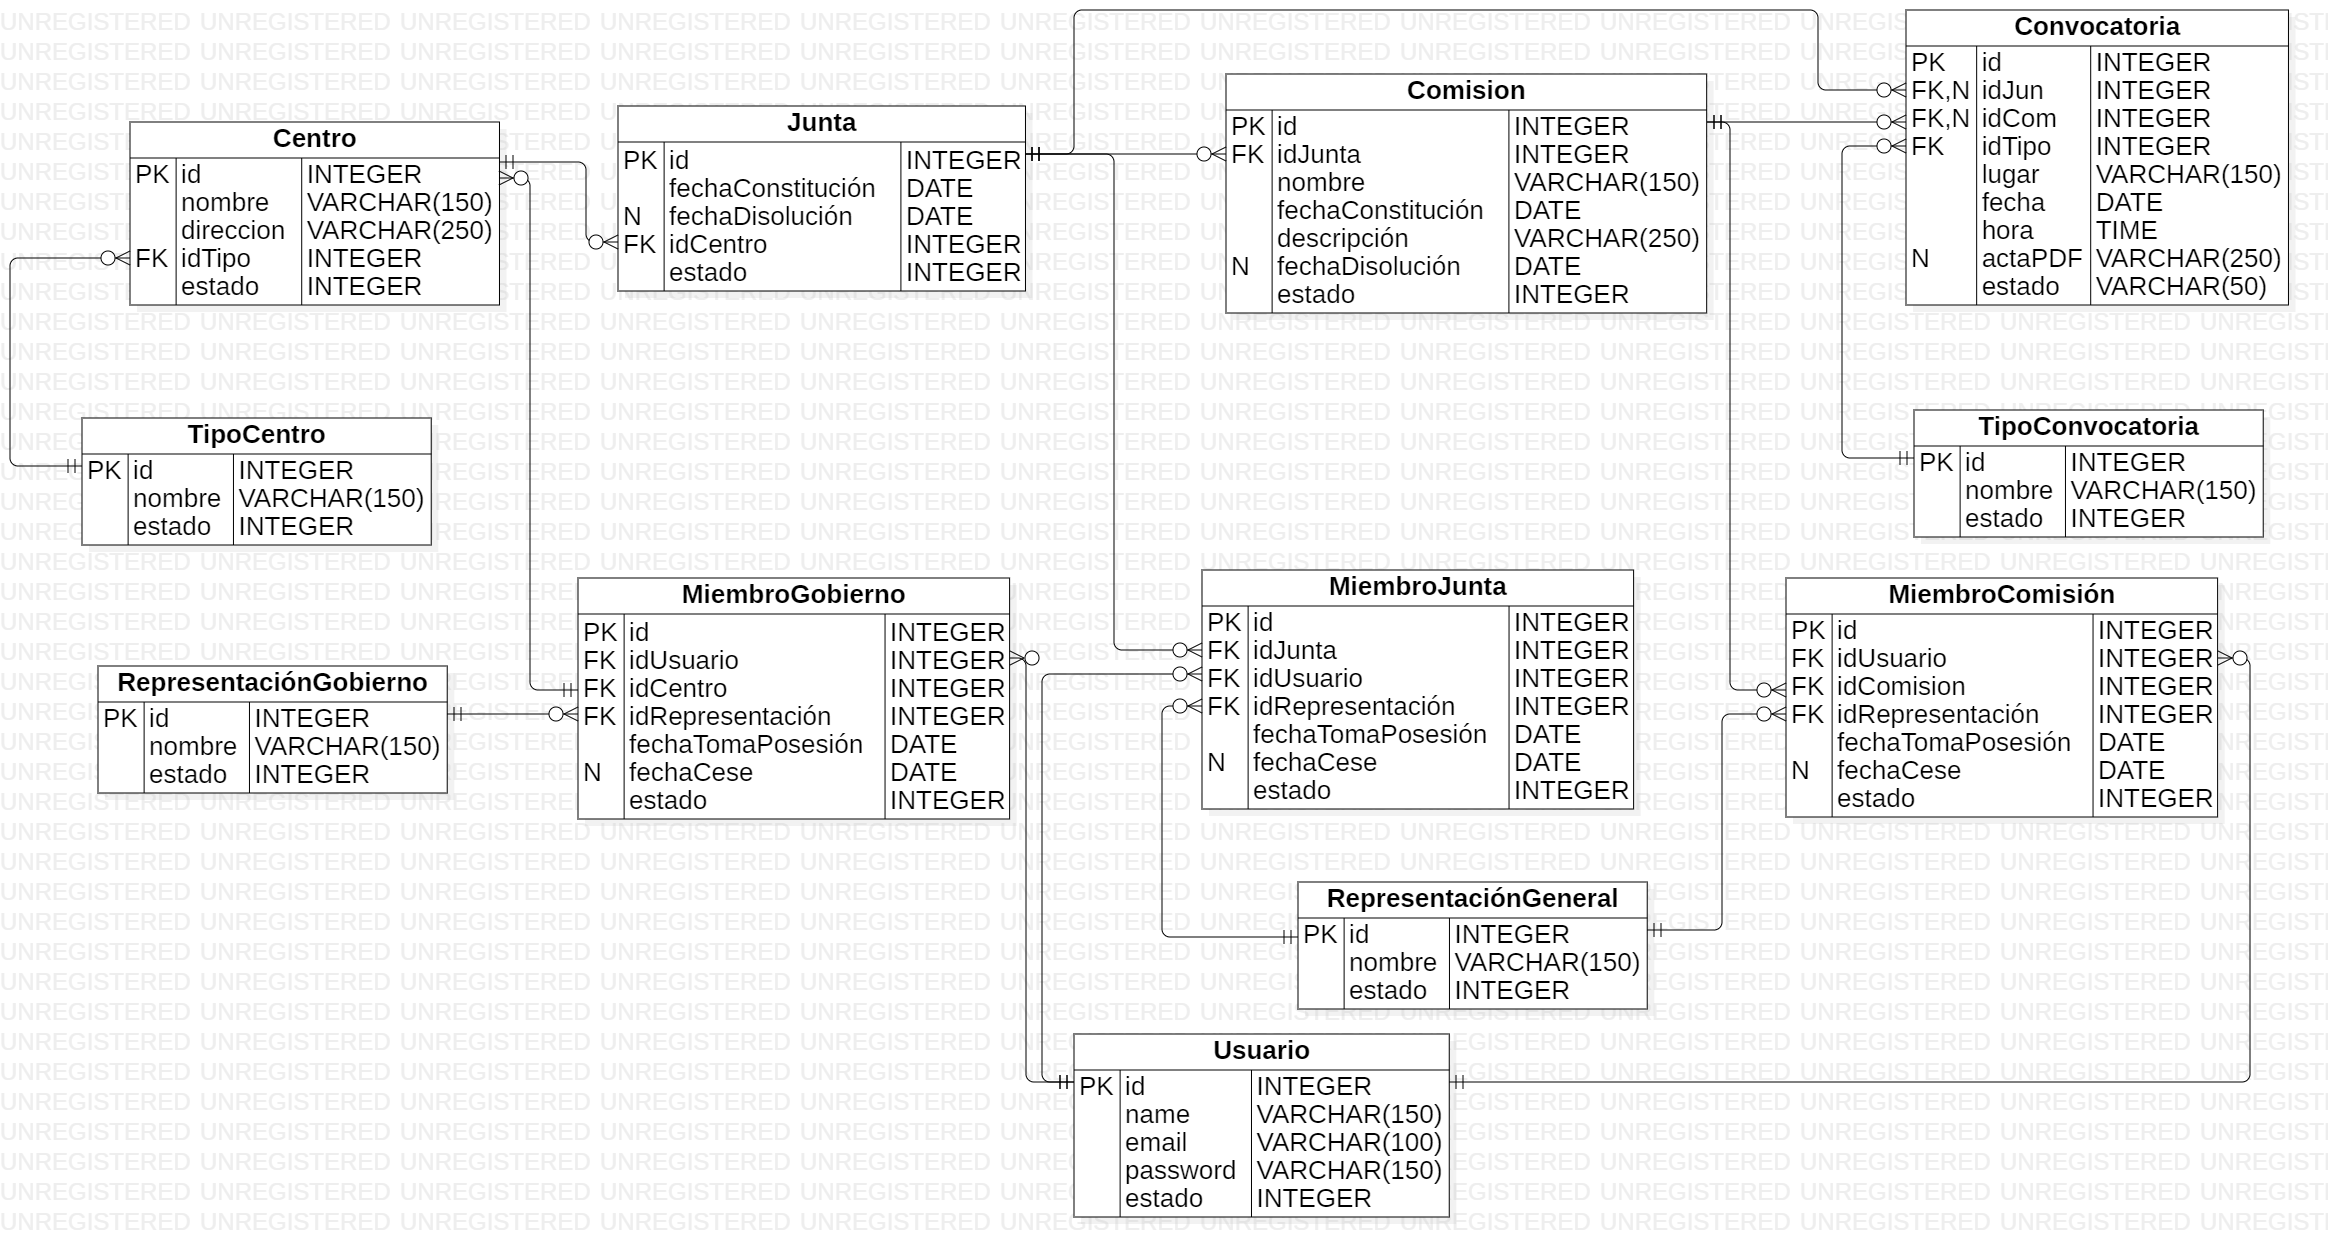 Centro
PK id INTEGER
nombre VARCHAR(150)
direccion VARCHAR(250)
FK idTipo INTEGER
estado INTEGER
Junta
PK id INTEGER
fechaConstitución DATE
N fechaDisolución DATE
FK idCentro INTEGER
estado INTEGER
Comision
PK id INTEGER
FK idJunta INTEGER
nombre VARCHAR(150)
fechaConstitución DATE
descripción VARCHAR(250)
N fechaDisolución DATE
estado INTEGER
Convocatoria
PK id INTEGER
FK,N idJun INTEGER
FK,N idCom INTEGER
FK idTipo INTEGER
lugar VARCHAR(150)
fecha DATE
hora TIME
N actaPDF VARCHAR(250)
estado VARCHAR(50)
TipoCentro
PK id INTEGER
nombre VARCHAR(150)
estado INTEGER
TipoConvocatoria
PK id INTEGER
nombre VARCHAR(150)
estado INTEGER
RepresentaciónGobierno
PK id INTEGER
nombre VARCHAR(150)
estado INTEGER
MiembroGobierno
PK id INTEGER
FK idUsuario INTEGER
FK idCentro INTEGER
FK idRepresentación INTEGER
fechaTomaPosesión DATE
N fechaCese DATE
estado INTEGER
MiembroJunta
PK id INTEGER
FK idJunta INTEGER
FK idUsuario INTEGER
FK idRepresentación INTEGER
fechaTomaPosesión DATE
N fechaCese DATE
estado INTEGER
MiembroComisión
PK id INTEGER
FK idUsuario INTEGER
FK idComision INTEGER
FK idRepresentación INTEGER
fechaTomaPosesión DATE
N fechaCese DATE
estado INTEGER
RepresentaciónGeneral
PK id INTEGER
nombre VARCHAR(150)
estado INTEGER
Usuario
PK id INTEGER
name VARCHAR(150)
email VARCHAR(100)
password VARCHAR(150)
estado INTEGER
UNREGISTERED